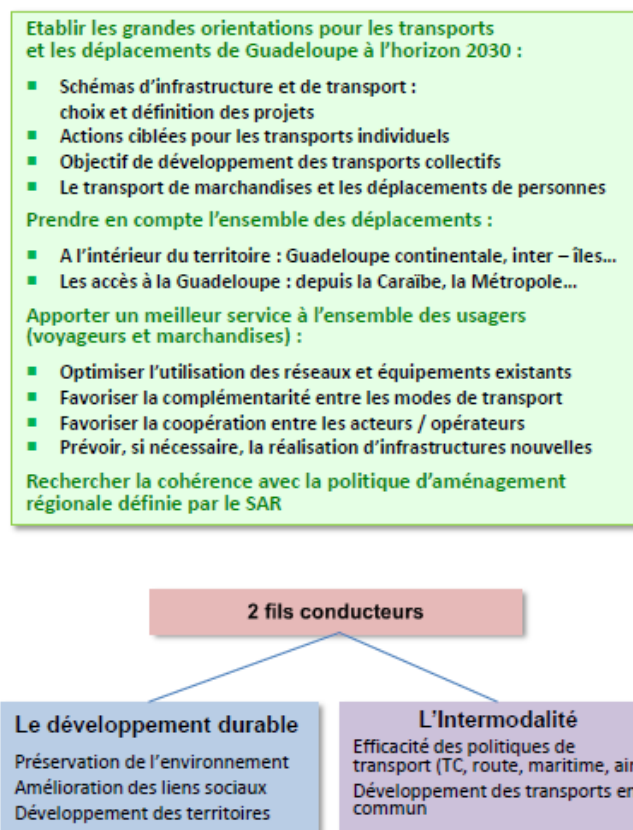 Etablir les grandes orientations pour les transports
et les déplacements de Guadeloupe à l'horizon 2030 :
Schémas d'infrastructure et de transport :
choix et définition des projets
Actions ciblées pour les transports individuels
Objectif de développement des transports collectifs
Le transport de marchandises et les déplacements de personnes
Prendre en compte l'ensemble des déplacements :
A l'intérieur du territoire : Guadeloupe continentale, inter – îles...
Les accès à la Guadeloupe : depuis la Caraïbe, la Métropole...
Apporter un meilleur service à l'ensemble des usagers
(voyageurs et marchandises) :
Optimiser l'utilisation des réseaux et équipements existants
Favoriser la complémentarité entre les modes de transport
Favoriser la coopération entre les acteurs / opérateurs
Prévoir, si nécessaire, la réalisation d'infrastructures nouvelles
Rechercher la cohérence avec la politique d'aménagement
régionale définie par le SAR
2 fils conducteurs
Le développement durable
Préservation de l'environnement
Amélioration des liens sociaux
Développement des territoires
L'Intermodalité
Efficacité des politiques de
transport (TC, route, maritime, air
Développement des transports en
commun